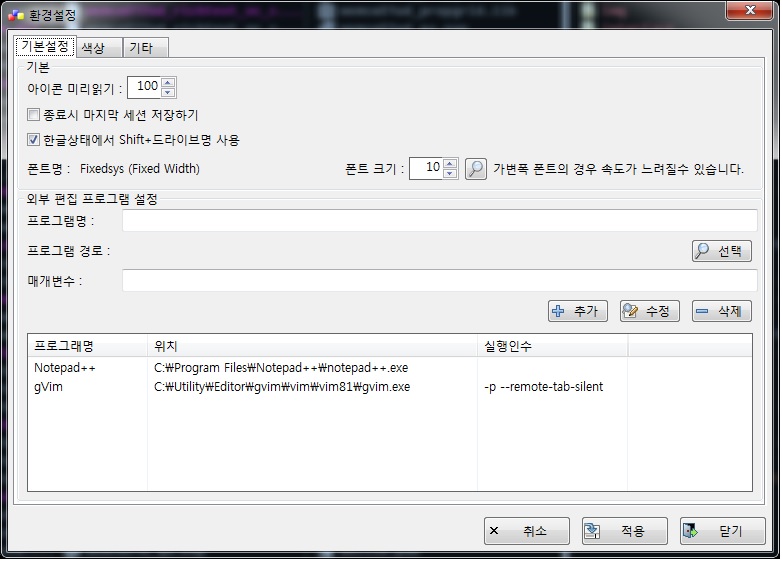 환경설정
기본설정 색상 기타
기본
아이콘 미리읽기 : 100
종료시 마지막 세션 저장하기
한글상태에서 Shift+드라이브명 사용
폰트명 : Fixedsys (Fixed Width) 폰트 크기 : 10 가변폭 폰트의 경우 속도가 느려질수 있습니다.
외부 편집 프로그램 설정
프로그램명 :
프로그램 경로 : 선택
매개변수 :
추가 수정 삭제
프로그래명 위치 실행인수
Notepad++ C:₩Program Files₩Notepad++₩notepad++.exe
gVim C:₩Utility₩Editor₩gvim₩vim₩vim81₩gvim.exe -p --remote-tab-silent
취소 적용 닫기